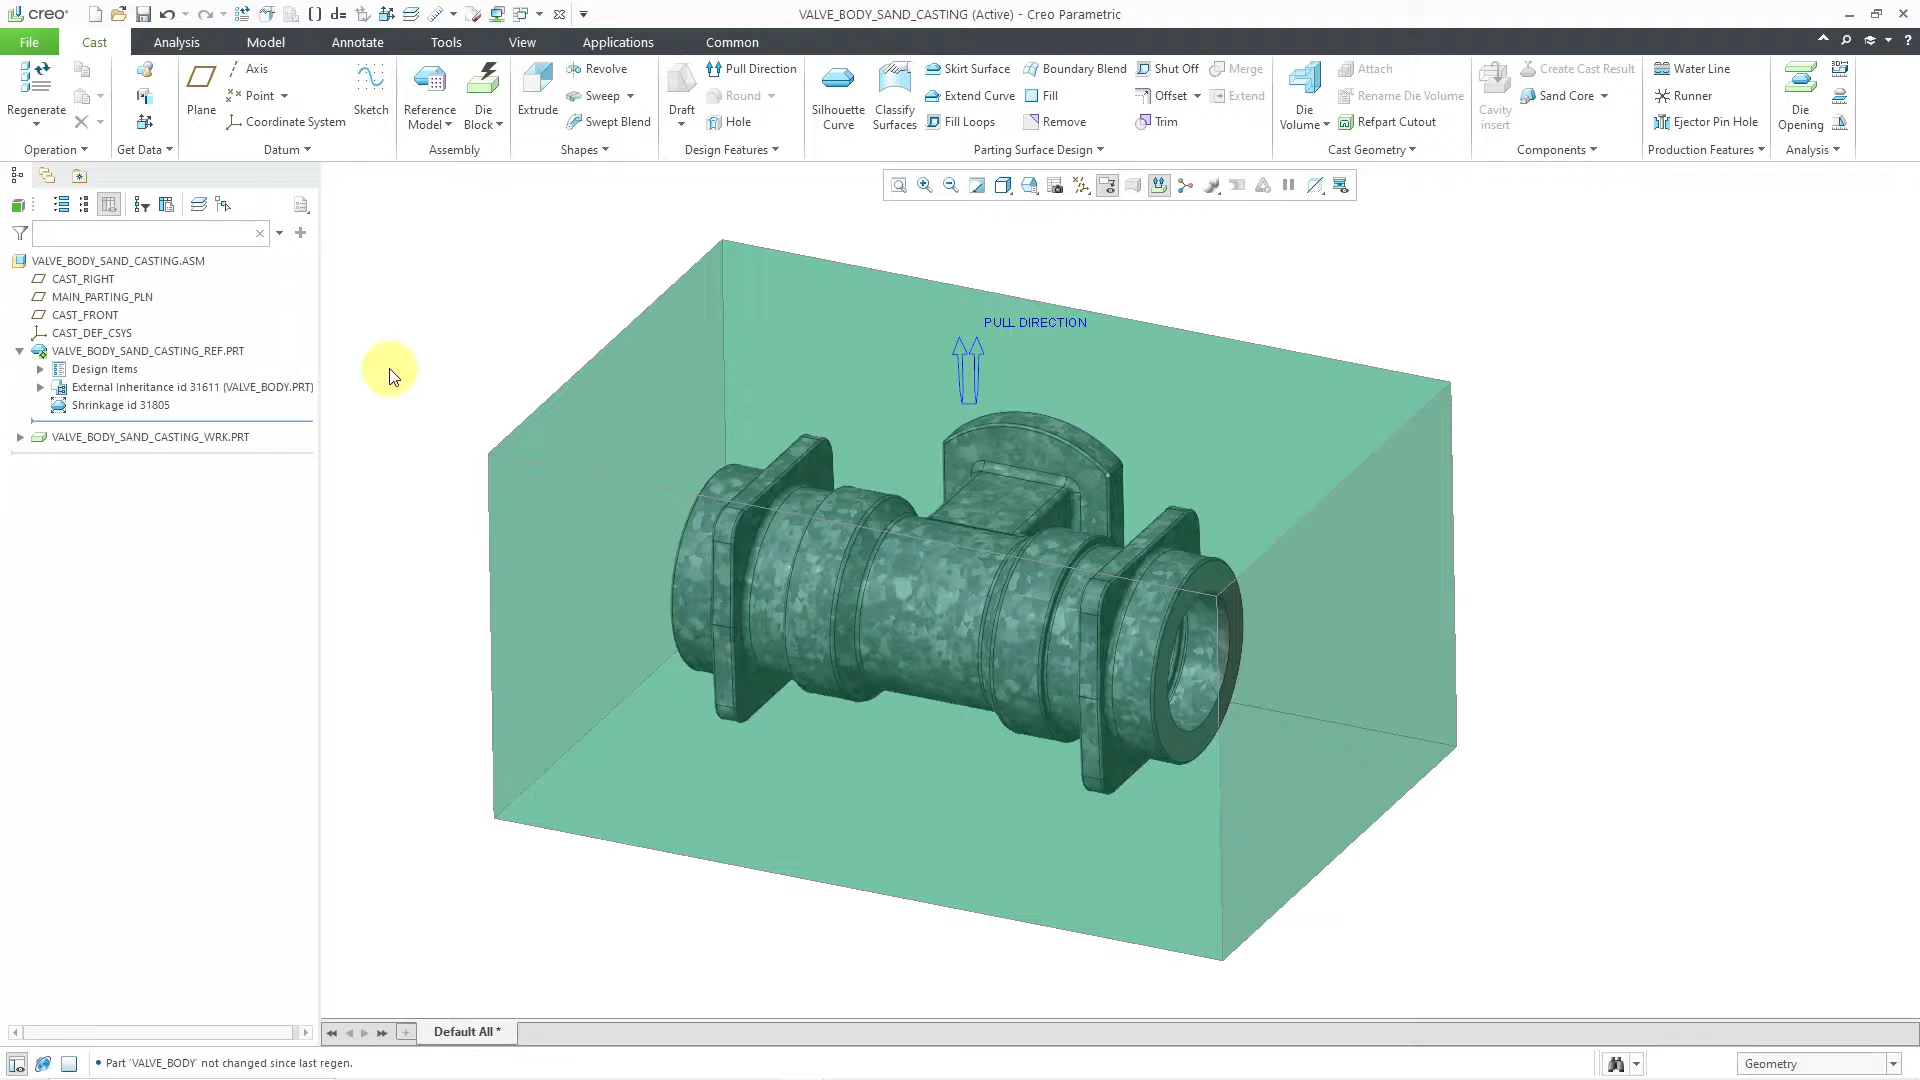 creo
VALVE_BODY_SAND_CASTING (Active) - Creo Parametric
File
Cast
Analysis
Model
Annotate
Tools
View
Applications
Common
Regenerate
Operation
Get Data
Plane
Axis
Point
Coordinate System
Sketch
Datum
Reference
Model
Die
Block
Assembly
Extrude
Revolve
Sweep
Swept Blend
Shapes
Draft
Pull Direction
Round
Hole
Design Features
Silhouette
Curve
Classify
Surfaces
Skirt Surface
Extend Curve
Fill Loops
Boundary Blend
Fill
Remove
Shut Off
Offset
Trim
Merge
Extend
Parting Surface Design
Die
Volume
Attach
Rename Die Volume
Refpart Cutout
Cast Geometry
Cavity
insert
Create Cast Result
Sand Core
Components
Water Line
Runner
Ejector Pin Hole
Production Features
Die
Opening
Analysis
VALVE_BODY_SAND_CASTING.ASM
CAST_RIGHT
MAIN_PARTING_PLN
CAST_FRONT
CAST_DEF_CSYS
VALVE_BODY_SAND_CASTING_REF.PRT
Design Items
External Inheritance id 31611 (VALVE_BODY.PRT)
Shrinkage id 31805
VALVE_BODY_SAND_CASTING_WRK.PRT
PULL DIRECTION
Default All *
• Part 'VALVE_BODY' not changed since last regen.
Geometry